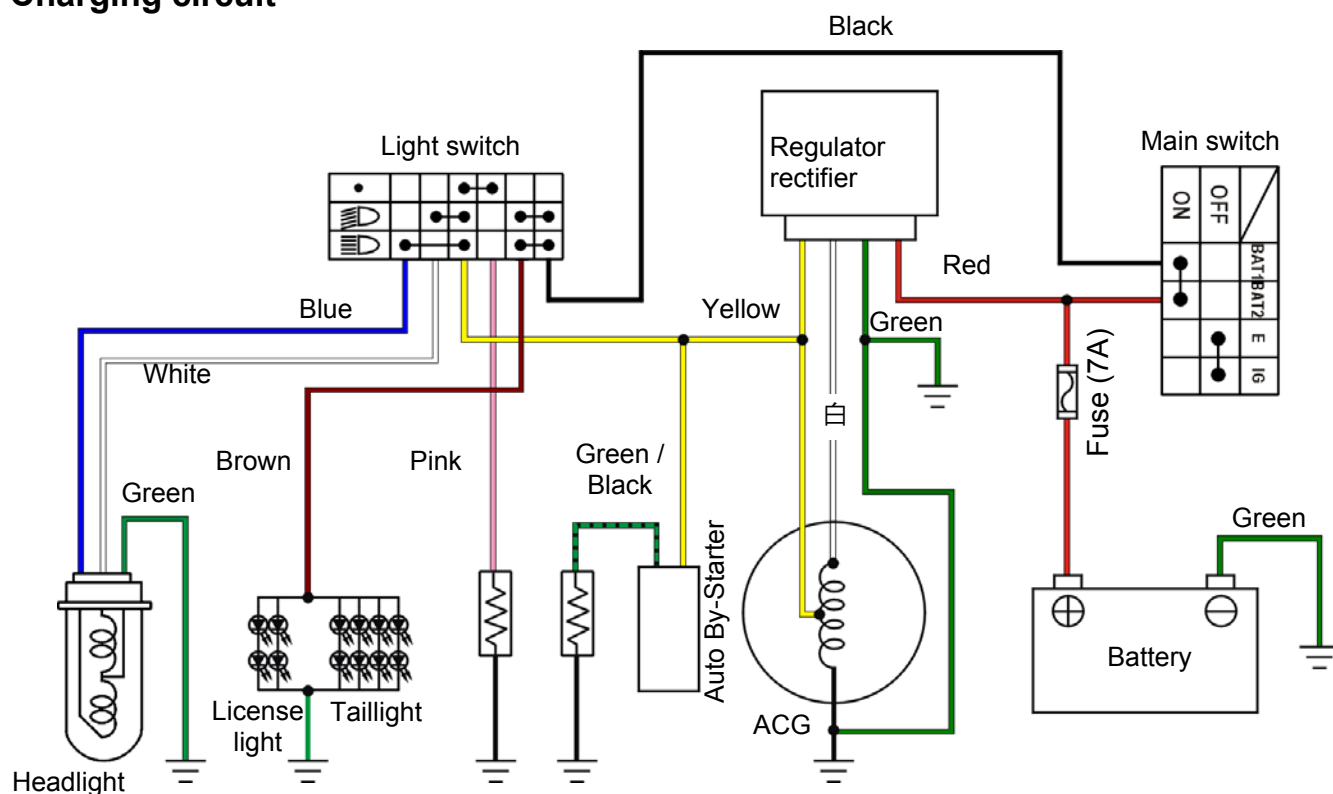 Charging circuit
Black
Light switch
Regulator
rectifier
Main switch
ON
OFF
BAT1
BAT2
E
IG
Red
Blue
Yellow
Green
White
白
Fuse (7A)
Brown
Pink
Green /
Black
Green
Green
Auto By-Starter
Battery
License
light
Taillight
ACG
Headlight